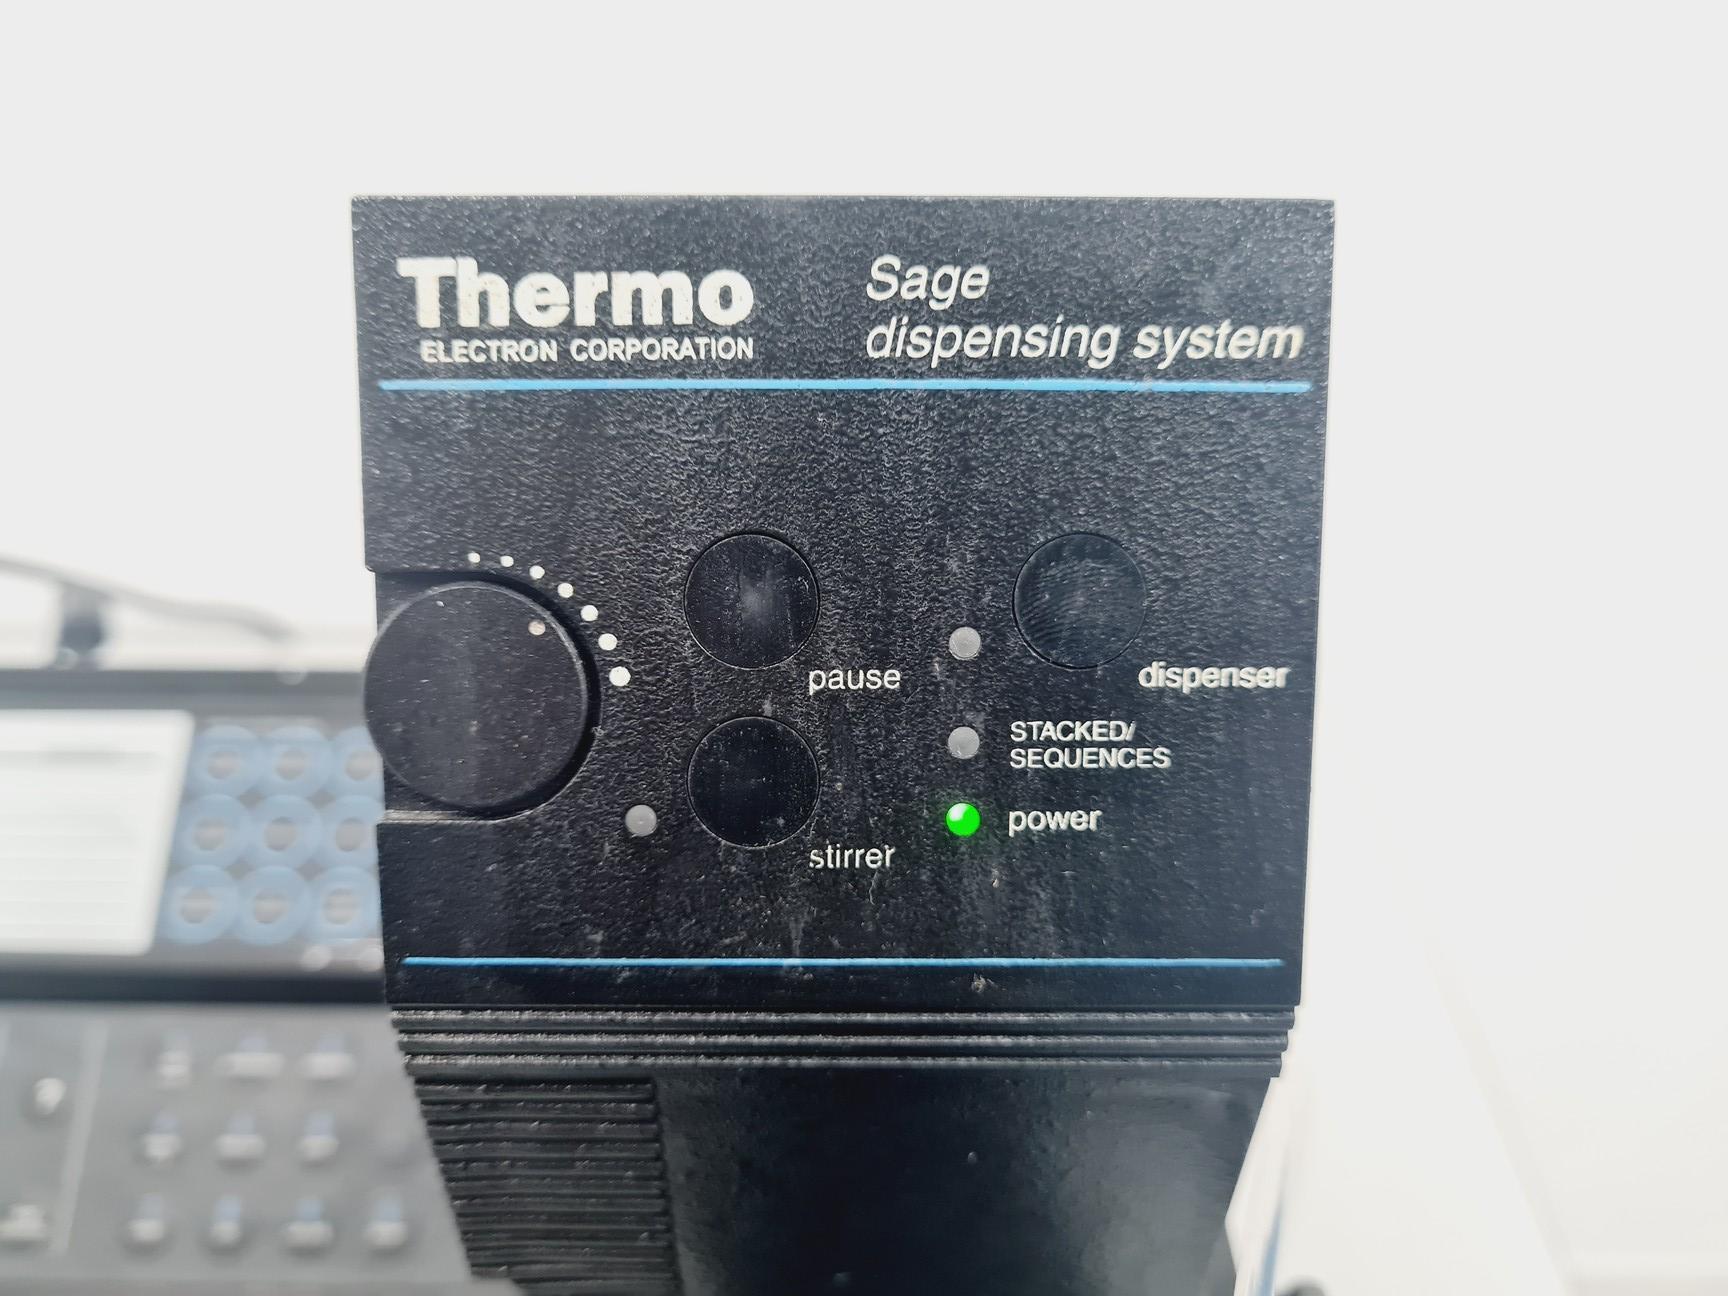 Thermo
ELECTRON CORPORATION
Sage
dispensing system
pause
dispenser
STACKED/
SEQUENCES
power
stirrer